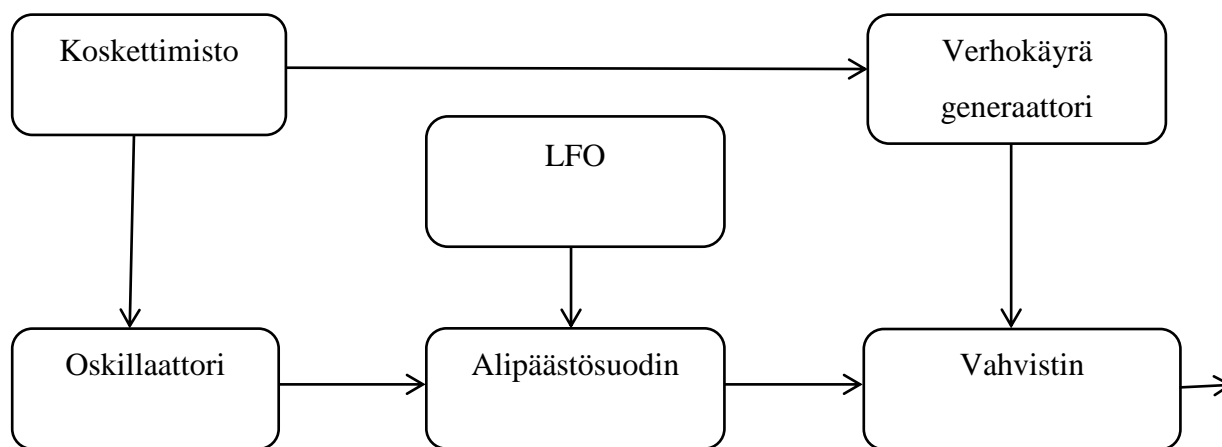 Koskettimisto
Verhokäyrä
generaattori
LFO
Oskillaattori
Alipäästösuodin
Vahvistin